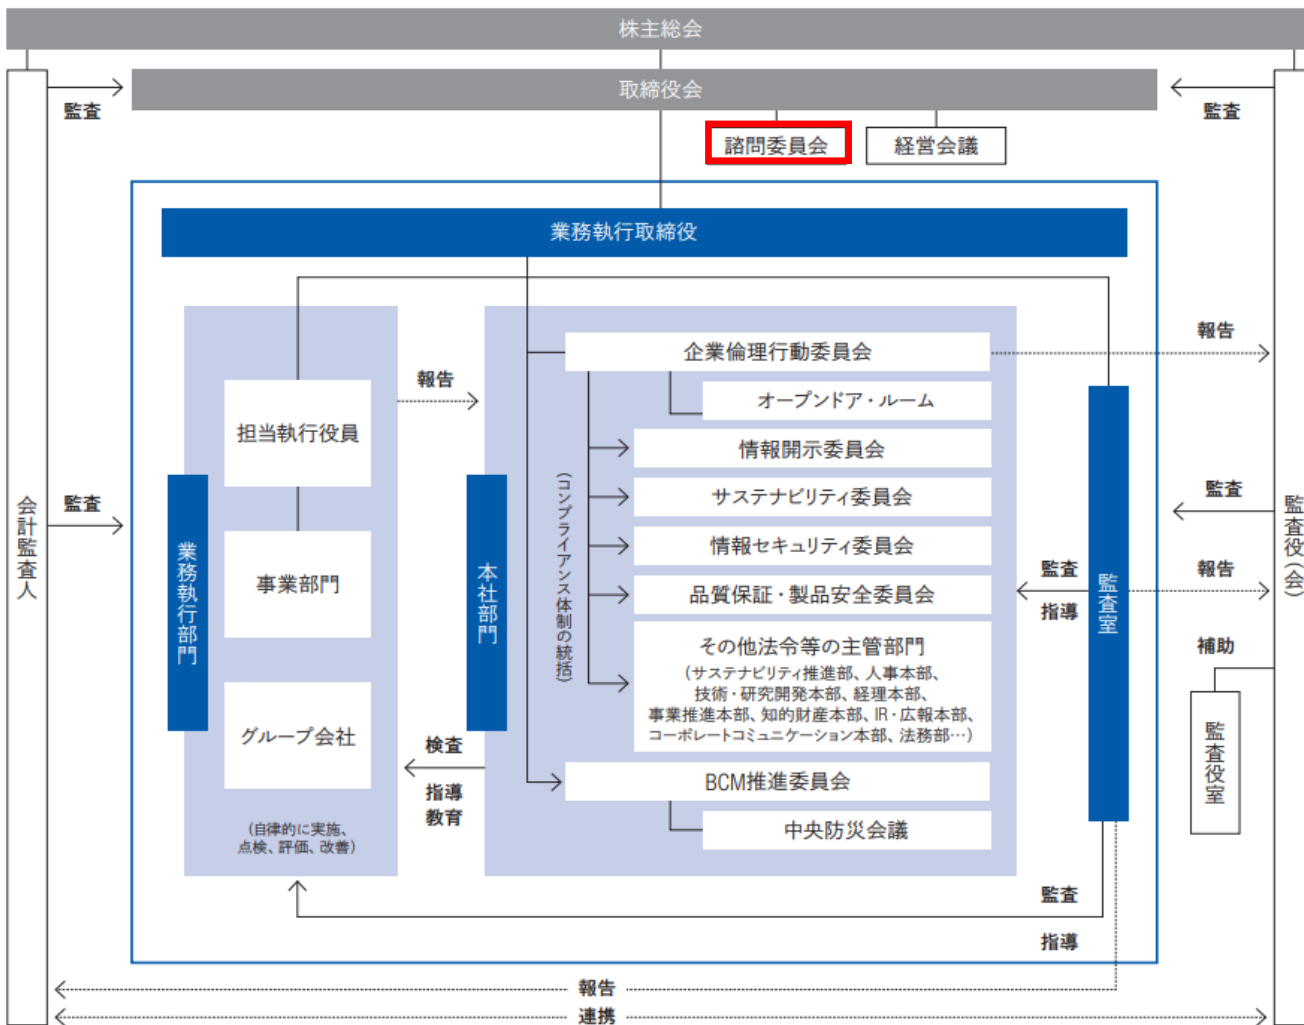 株主総会
取締役会
監査
監査
諮問委員会
経営会議
業務執行取締役
企業倫理行動委員会
報告
オープンドア・ルーム
報告
担当執行役員
情報開示委員会
サステナビリティ委員会
情報セキュリティ委員会
品質保証・製品安全委員会
(コンプライアンス体制の統括)
その他法令等の主管部門
(サステナビリティ推進部、人事本部、
技術・研究開発本部、経理本部、
事業推進本部、知的財産本部、IR・広報本部、
コーポレートコミュニケーション本部、法務部…)
会計監査人
監査
業務執行部門
事業部門
本社部門
監査
指導
監査室
監査
報告
監査役(会)
補助
監査役室
グループ会社
検査
指導
教育
BCM推進委員会
中央防災会議
(自律的に実施、
点検、評価、改善)
監査
指導
報告
連携